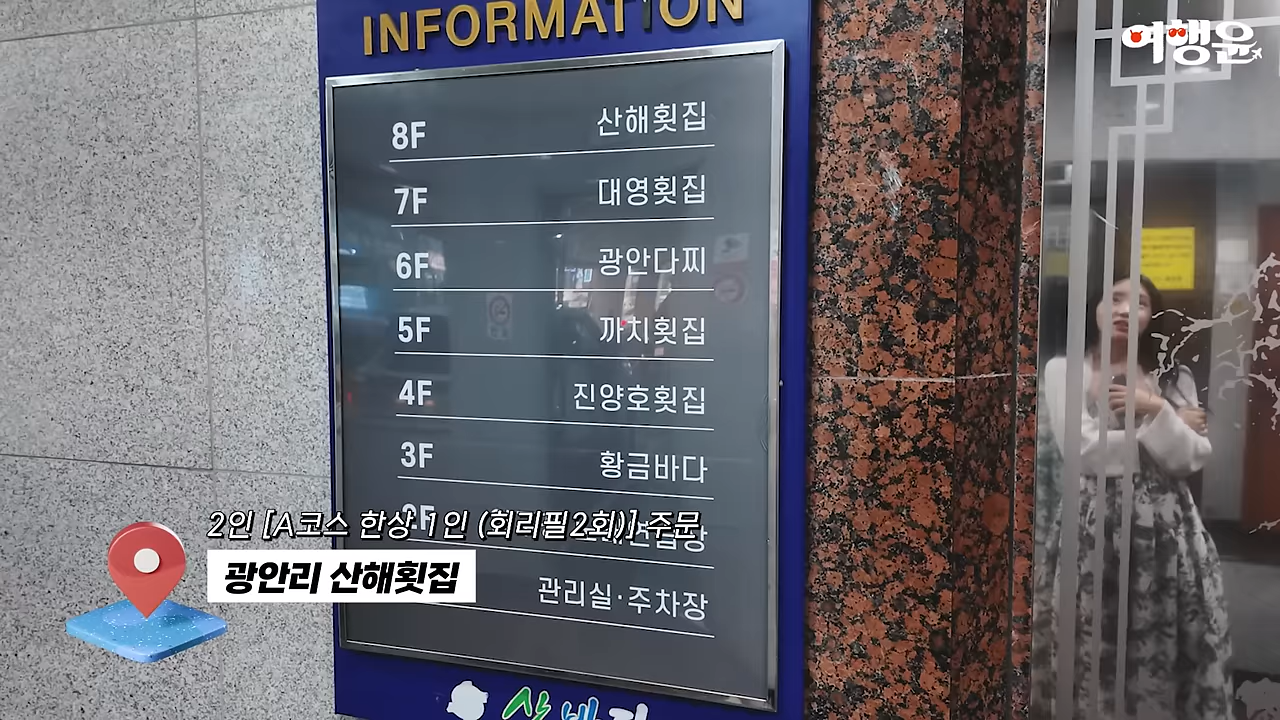 INFORMATION
여행윤
8F 산해횟집
7F 대영횟집
6F 광안다찌
5F 까치횟집
4F 진양호횟집
3F 황금바다
2F
2인 [A코스 한상 1인 (회리필2회)] 주문
광안리 산해횟집
관리실·주차장